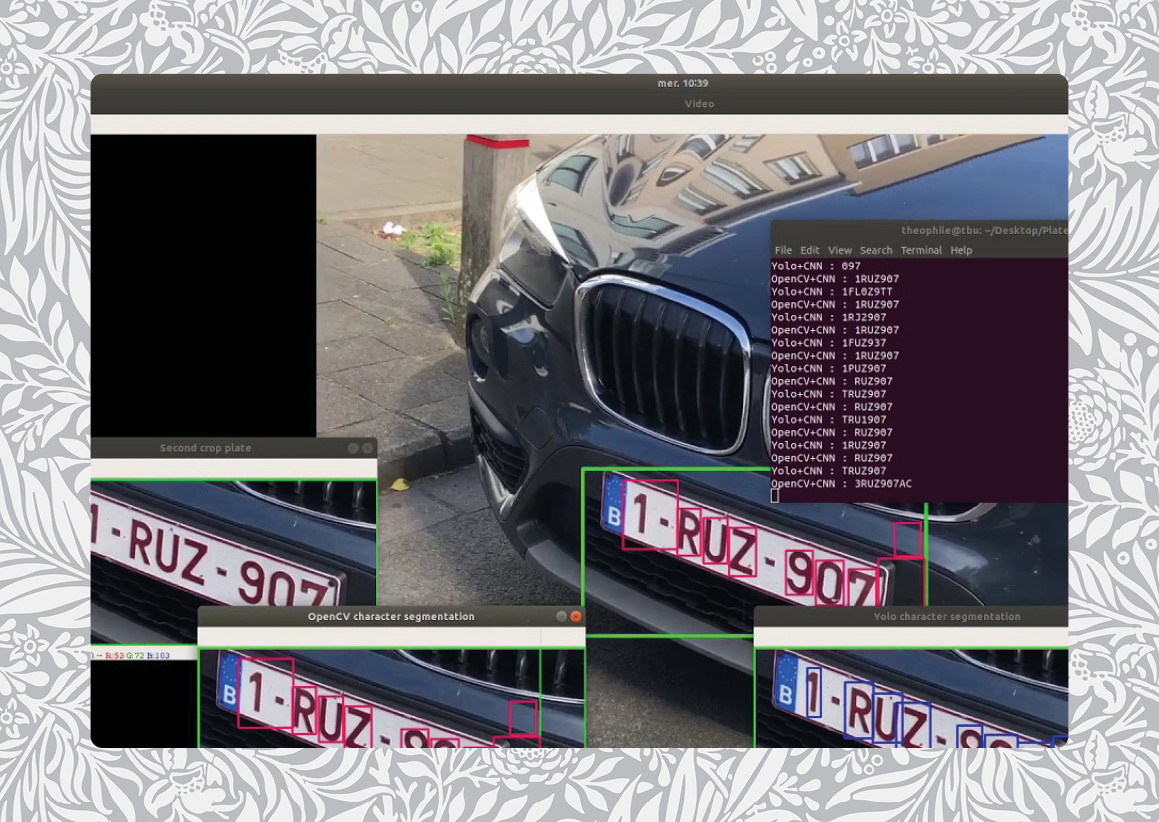 mer. 10:39
Video
theophile@tbu: ~/Desktop/Plate
File Edit View Search Terminal Help
Yolo+CNN : 097
OpenCV+CNN : 1RUZ907
Yolo+CNN : 1FL0Z9TT
OpenCV+CNN : 1RUZ907
Yolo+CNN : 1RJ2907
OpenCV+CNN : 1RUZ907
Yolo+CNN : 1FUZ937
OpenCV+CNN : 1RUZ907
Yolo+CNN : 1PUZ907
OpenCV+CNN : RUZ907
Yolo+CNN : TRUZ907
OpenCV+CNN : RUZ907
Yolo+CNN : TRU1907
OpenCV+CNN : RUZ907
Yolo+CNN : 1RUZ907
OpenCV+CNN : RUZ907
Yolo+CNN : TRUZ907
OpenCV+CNN : 3RUZ907AC
Second crop plate
1-RUZ-907
B 1-RUZ-907
OpenCV character segmentation
Yolo character segmentation
R:53 G:72 B:103
B 1-RUZ
B 1-RUZ